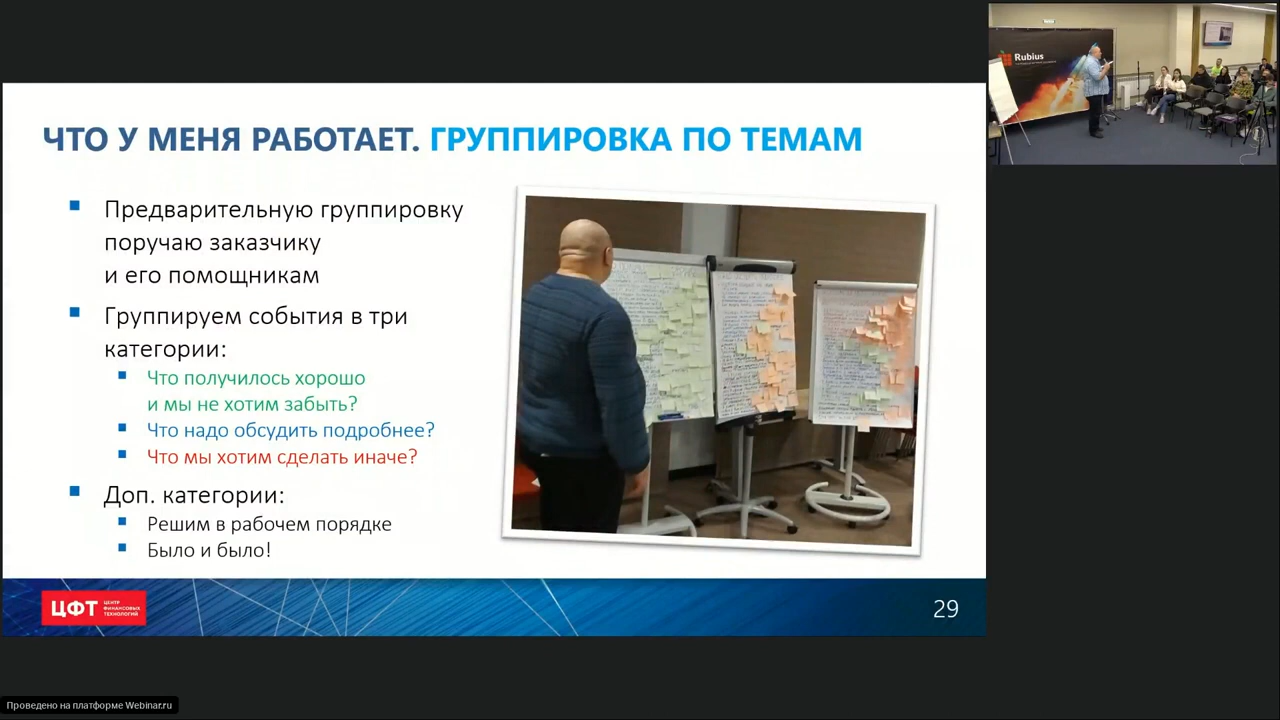 ЧТО У МЕНЯ РАБОТАЕТ. ГРУППИРОВКА ПО ТЕМАМ
Предварительную группировку
поручаю заказчику
и его помощникам
Группируем события в три
категории:
Что получилось хорошо
и мы не хотим забыть?
Что надо обсудить подробнее?
Что мы хотим сделать иначе?
Доп. категории:
Решим в рабочем порядке
Было и было!
ЦФТ
ЦЕНТР
ФИНАНСОВЫХ
ТЕХНОЛОГИЙ
29
Rubius
Проведено на платформе Webinar.ru